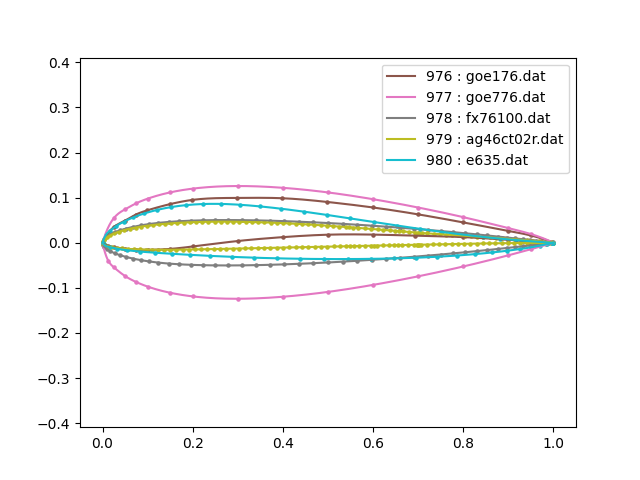 976 : goe176.dat
977 : goe776.dat
978 : fx76100.dat
979 : ag46ct02r.dat
980 : e635.dat
0.4
0.3
0.2
0.1
0.0
−0.1
−0.2
−0.3
−0.4
0.0 0.2 0.4 0.6 0.8 1.0